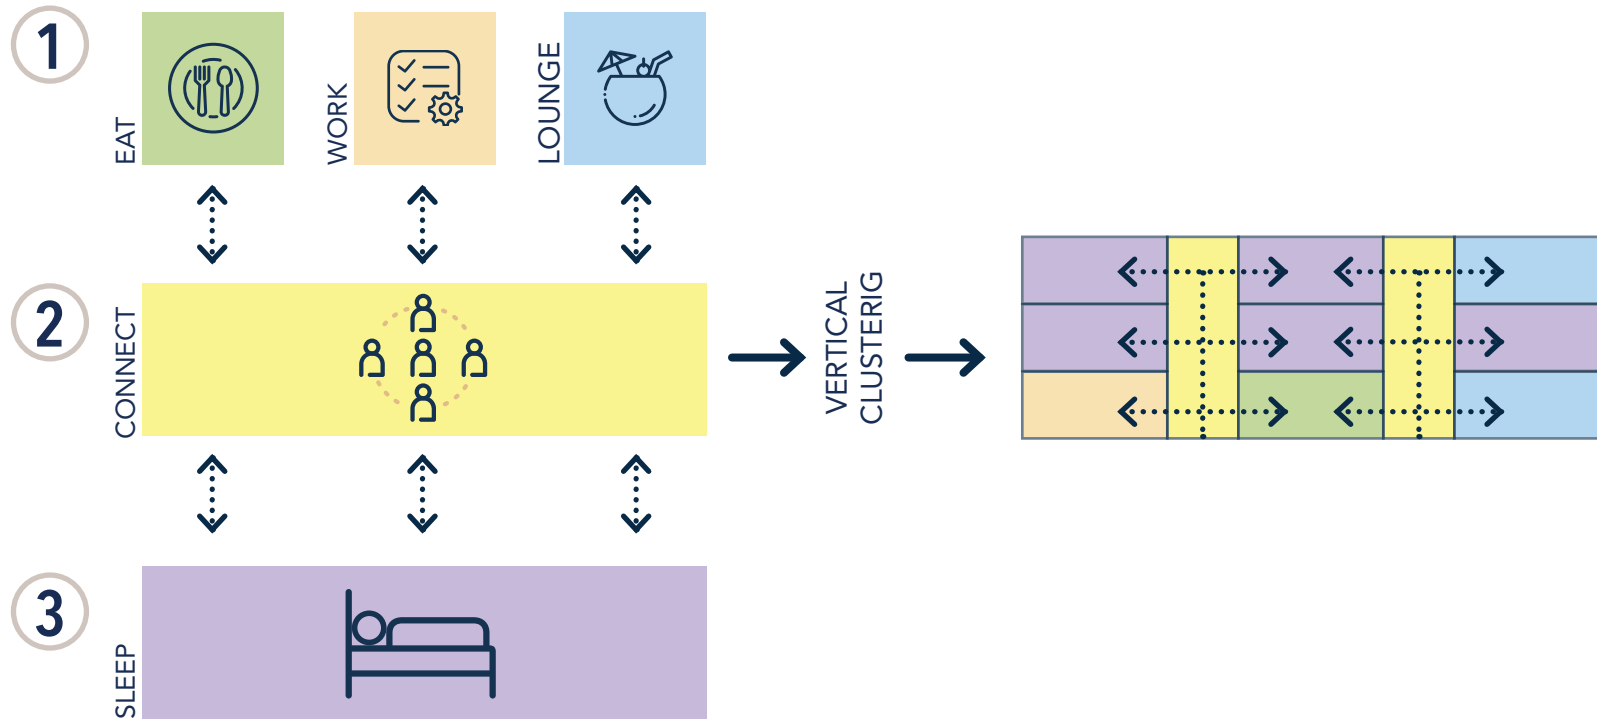 1
EAT
WORK
LOUNGE
2
CONNECT
VERTICAL
CLUSTERIG
3
SLEEP